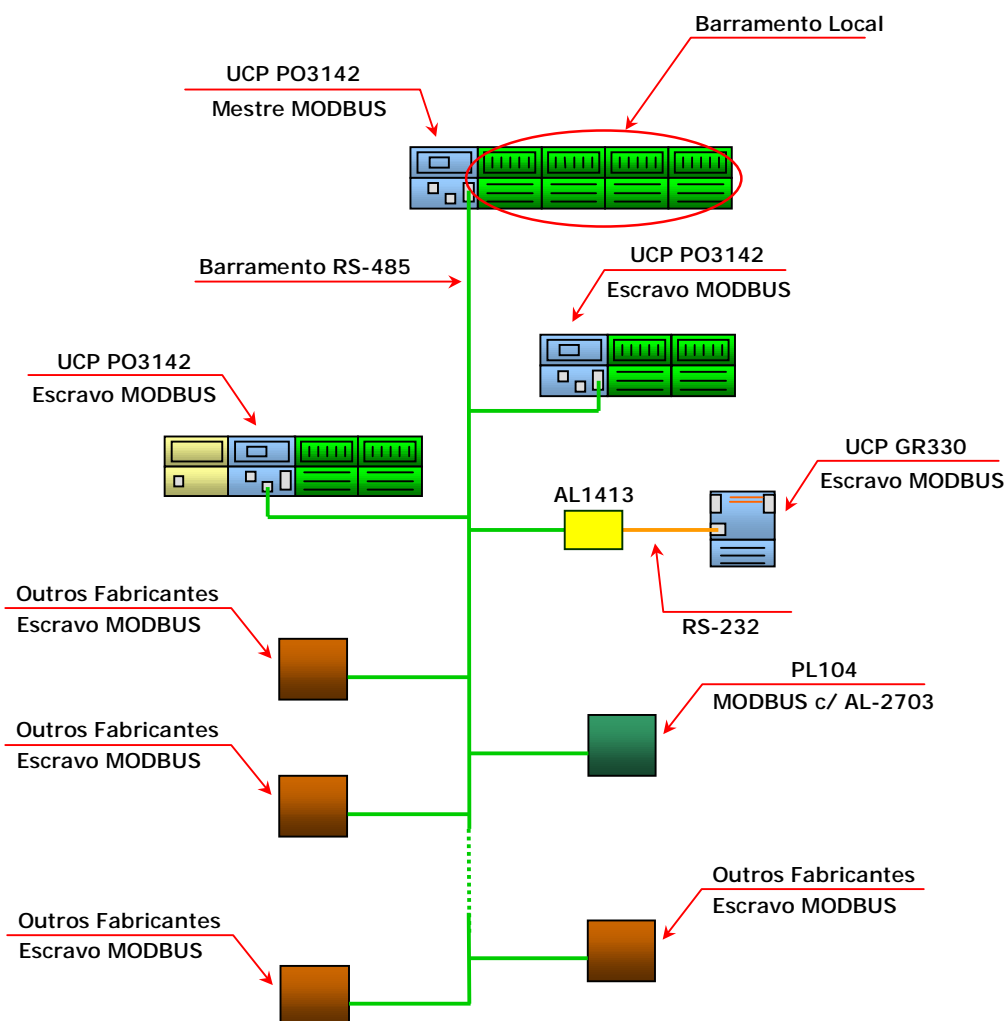 Barramento Local
UCP PO3142
Mestre MODBUS
Barramento RS-485
UCP PO3142
Escravo MODBUS
UCP PO3142
Escravo MODBUS
UCP GR330
Escravo MODBUS
AL1413
RS-232
Outros Fabricantes
Escravo MODBUS
PL104
MODBUS c/ AL-2703
Outros Fabricantes
Escravo MODBUS
Outros Fabricantes
Escravo MODBUS
Outros Fabricantes
Escravo MODBUS